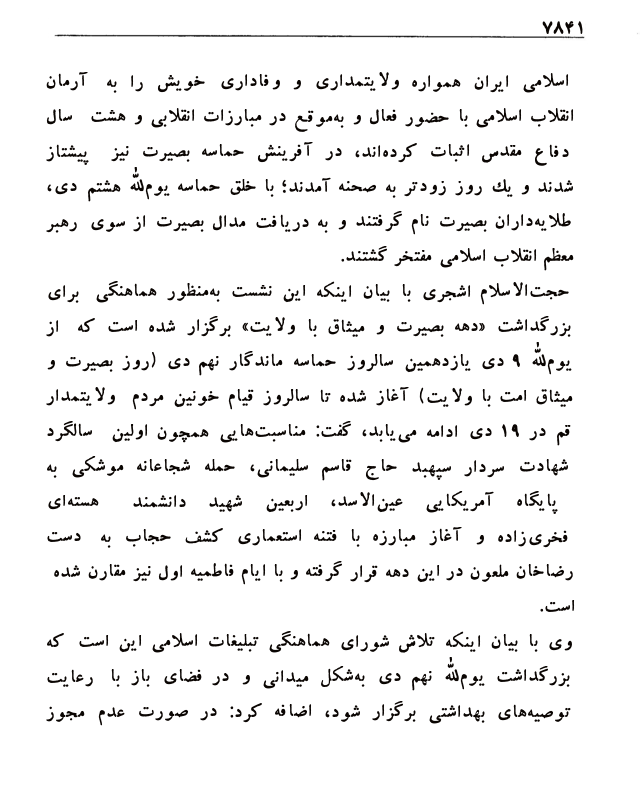 ۷۸۴۱
اسلامی ایران همواره ولایتمداری و وفاداری خویش را به آرمان
انقلاب اسلامی با حضور فعال و به‌موقع در مبارزات انقلابی و هشت سال
دفاع مقدس اثبات کرده‌اند، در آفرینش حماسه بصیرت نیز پیشتاز
شدند و یك روز زودتر به صحنه آمدند؛ با خلق حماسه یوم‌الله هشتم دی،
طلایه‌داران بصیرت نام گرفتند و به دریافت مدال بصیرت از سوی رهبر
معظم انقلاب اسلامی مفتخر گشتند.
حجت‌الاسلام اشجری با بیان اینکه این نشست به‌منظور هماهنگی برای
بزرگداشت «دهه بصیرت و میثاق با ولایت» برگزار شده است که از
یوم‌الله ۹ دی یازدهمین سالروز حماسه ماندگار نهم دی (روز بصیرت و
میثاق امت با ولایت) آغاز شده تا سالروز قیام خونین مردم ولایتمدار
قم در ۱۹ دی ادامه می‌یابد، گفت: مناسبت‌هایی همچون اولین سالگرد
شهادت سردار سپهبد حاج قاسم سلیمانی، حمله شجاعانه موشکی به
پایگاه آمریکایی عین‌الاسد، اربعین شهید دانشمند هسته‌ای
فخری‌زاده و آغاز مبارزه با فتنه استعماری کشف حجاب به دست
رضاخان ملعون در این دهه قرار گرفته و با ایام فاطمیه اول نیز مقارن شده
است.
وی با بیان اینکه تلاش شورای هماهنگی تبلیغات اسلامی این است که
بزرگداشت یوم‌الله نهم دی به‌شکل میدانی و در فضای باز با رعایت
توصیه‌های بهداشتی برگزار شود، اضافه کرد: در صورت عدم مجوز